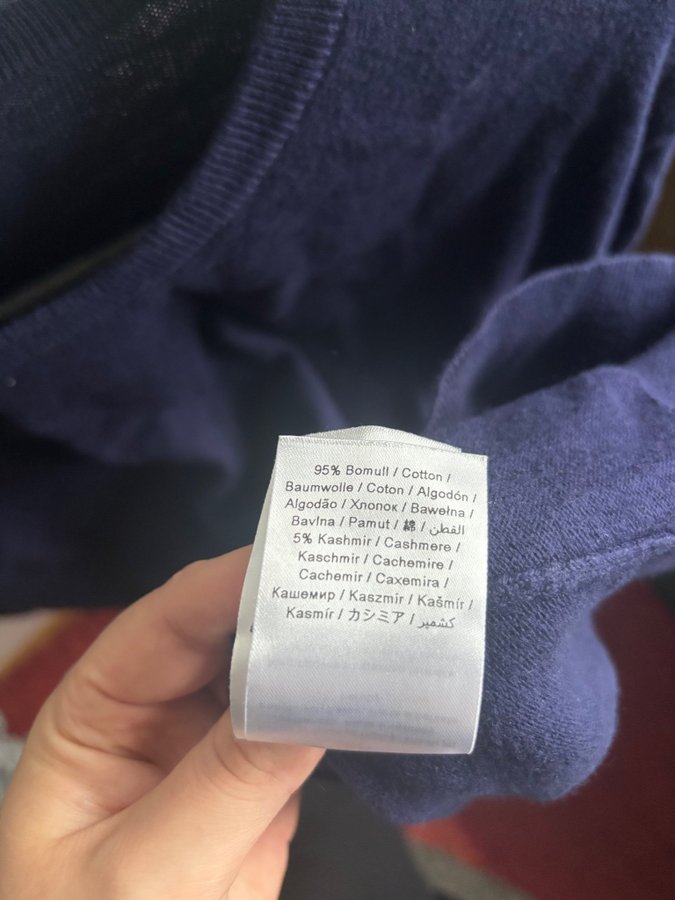 95% Bomull / Cotton /
Baumwolle / Coton / Algodón /
Algodão / Хлопок / Bawełna /
Bavlna / Pamut / 綿 / القطن
5% Kashmir / Cashmere /
Kaschmir / Cachemire /
Cachemir / Caxemira /
Кашемир / Kaszmir / Kašmír /
Kasmír / カシミア / كشمير